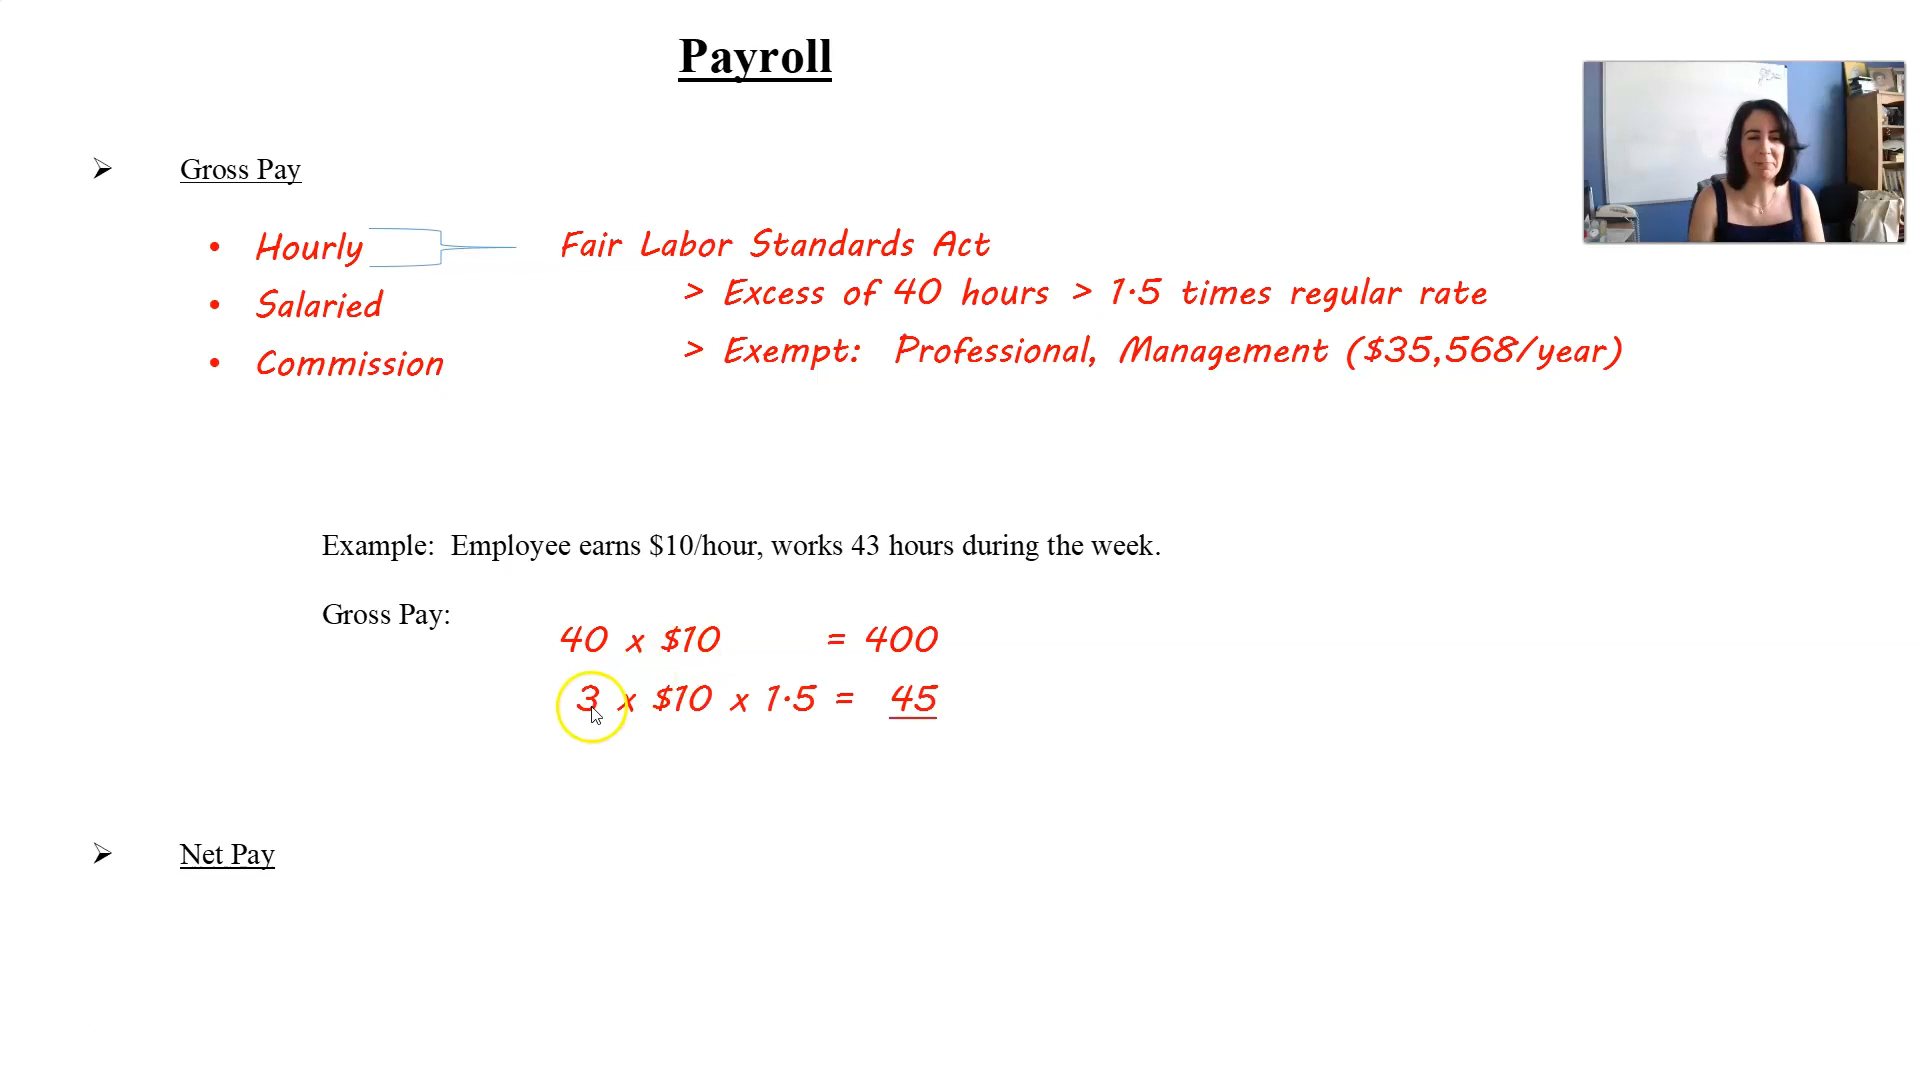 Payroll
Gross Pay
• Hourly
Fair Labor Standards Act
> Excess of 40 hours > 1.5 times regular rate
• Salaried
> Exempt: Professional, Management ($35,568/year)
• Commission
Example: Employee earns $10/hour, works 43 hours during the week.
Gross Pay:
40 x $10 = 400
3 x $10 x 1.5 = 45
Net Pay